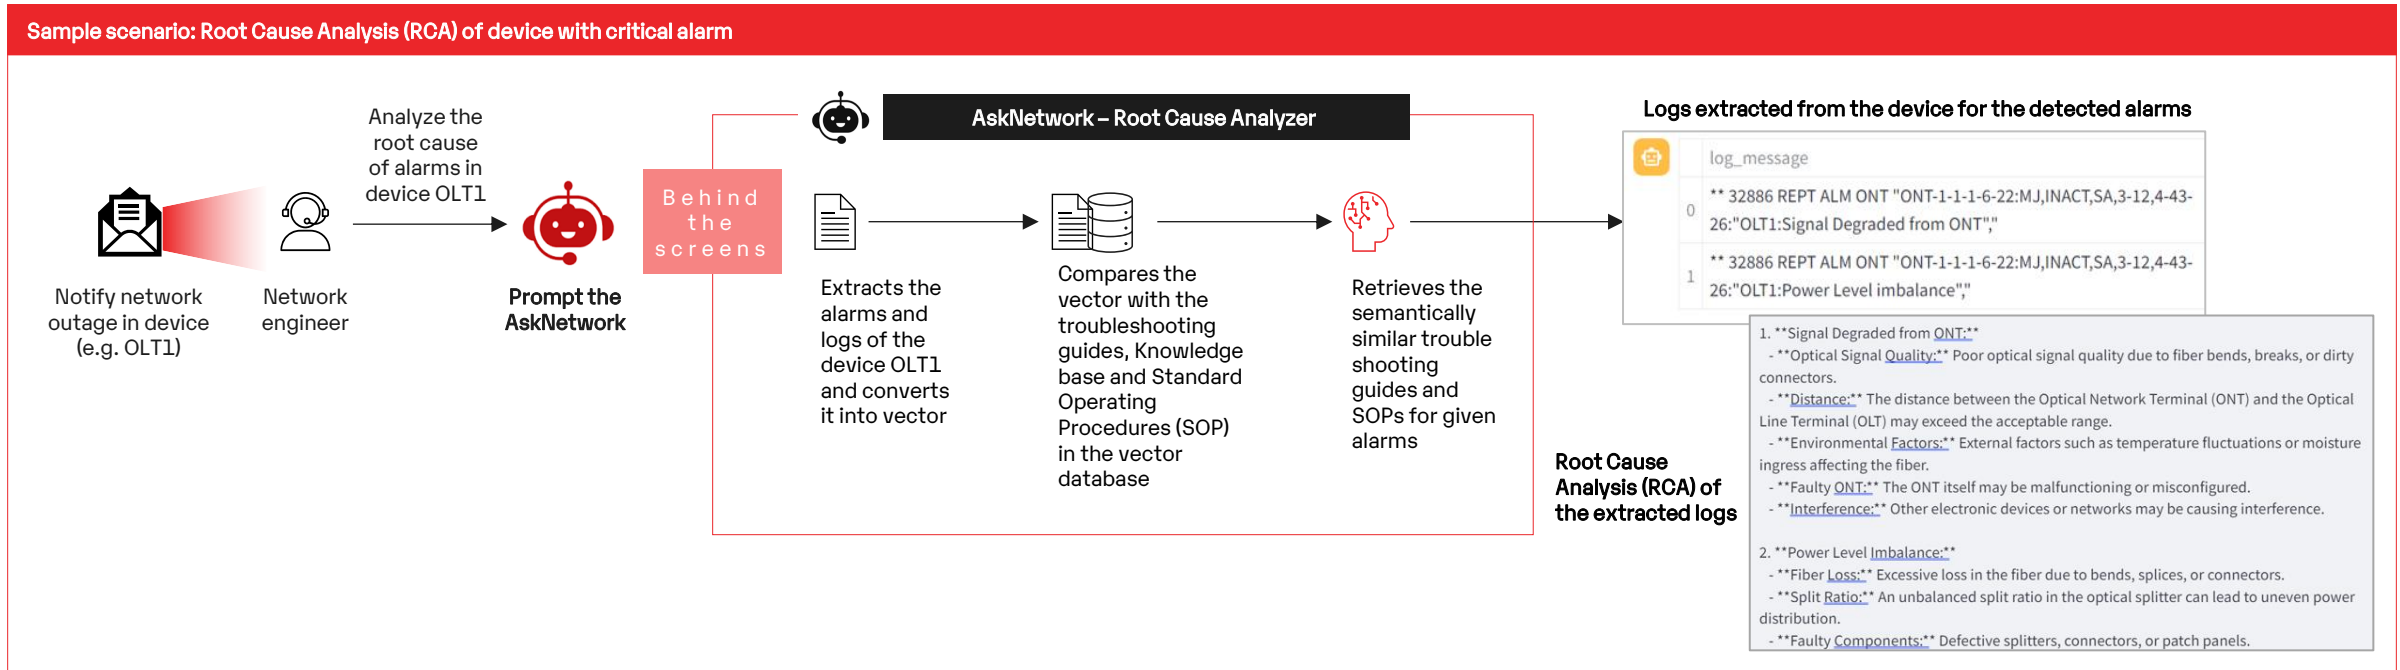 Sample scenario: Root Cause Analysis (RCA) of device with critical alarm
Notify network
outage in device
(e.g. OLT1)
Network
engineer
Analyze the
root cause
of alarms in
device OLT1
Prompt the
AskNetwork
Behind
the
screens
AskNetwork – Root Cause Analyzer
Extracts the
alarms and
logs of the
device OLT1
and converts
it into vector
Compares the
vector with the
troubleshooting
guides, Knowledge
base and Standard
Operating
Procedures (SOP)
in the vector
database
Retrieves the
semantically
similar trouble
shooting
guides and
SOPs for given
alarms
Logs extracted from the device for the detected alarms
log_message
0
** 32886 REPT ALM ONT "ONT-1-1-1-6-22:MJ,INACT,SA,3-12,4-43-
26:"OLT1:Signal Degraded from ONT","
1
** 32886 REPT ALM ONT "ONT-1-1-1-6-22:MJ,INACT,SA,3-12,4-43-
26:"OLT1:Power Level imbalance","
Root Cause
Analysis (RCA) of
the extracted logs
1. **Signal Degraded from ONT:**
- **Optical Signal Quality:** Poor optical signal quality due to fiber bends, breaks, or dirty
connectors.
- **Distance:** The distance between the Optical Network Terminal (ONT) and the Optical
Line Terminal (OLT) may exceed the acceptable range.
- **Environmental Factors:** External factors such as temperature fluctuations or moisture
ingress affecting the fiber.
- **Faulty ONT:** The ONT itself may be malfunctioning or misconfigured.
- **Interference:** Other electronic devices or networks may be causing interference.
2. **Power Level Imbalance:**
- **Fiber Loss:** Excessive loss in the fiber due to bends, splices, or connectors.
- **Split Ratio:** An unbalanced split ratio in the optical splitter can lead to uneven power
distribution.
- **Faulty Components:** Defective splitters, connectors, or patch panels.